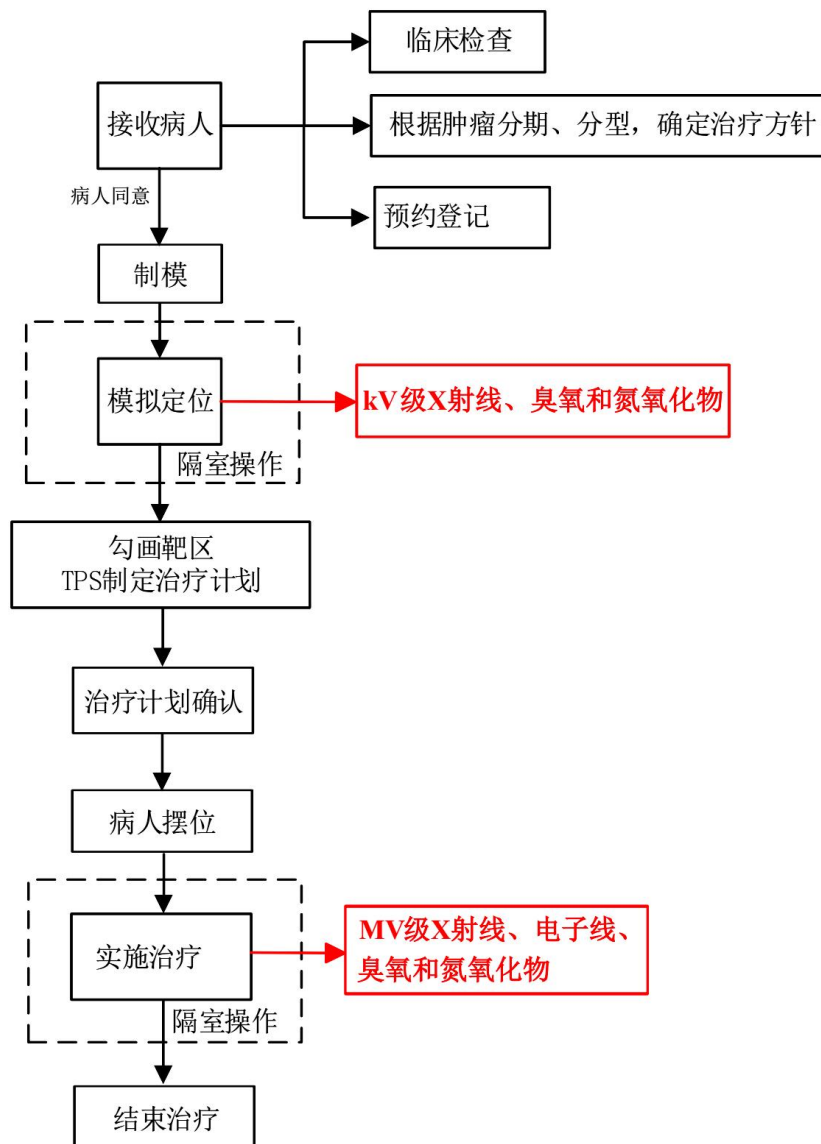 临床检查
接收病人
根据肿瘤分期、分型，确定治疗方针
病人同意
预约登记
制模
模拟定位
kV级X射线、臭氧和氮氧化物
隔室操作
勾画靶区
TPS制定治疗计划
治疗计划确认
病人摆位
实施治疗
MV级X射线、电子线、
臭氧和氮氧化物
隔室操作
结束治疗